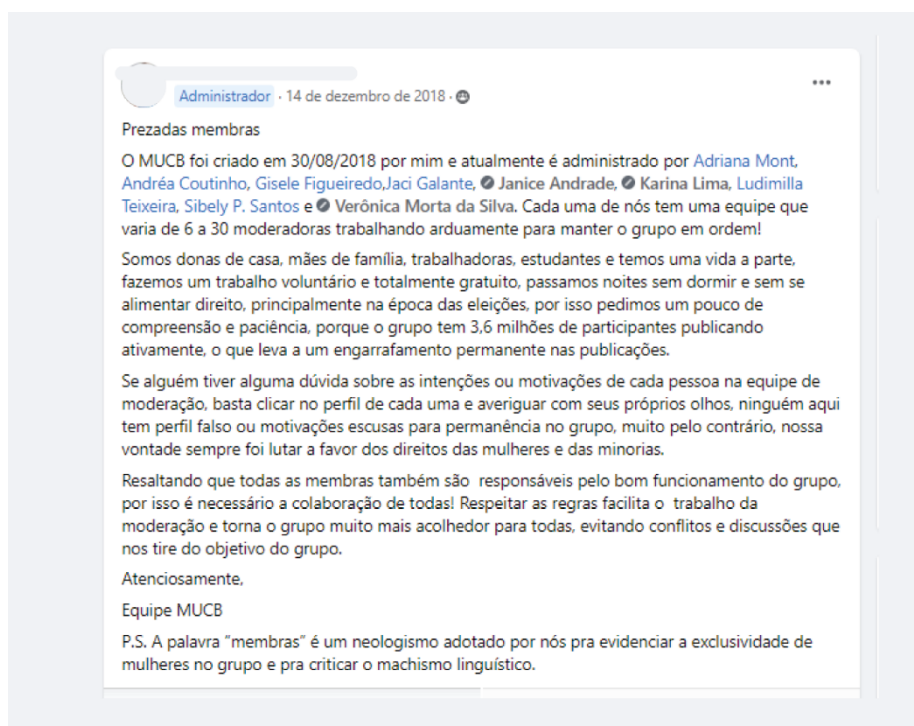 Administrador · 14 de dezembro de 2018 ·
Prezadas membras
O MUCB foi criado em 30/08/2018 por mim e atualmente é administrado por Adriana Mont,
Andréa Coutinho, Gisele Figueiredo,Jaci Galante, Janice Andrade, Karina Lima, Ludimilla
Teixeira, Sibely P. Santos e Verônica Morta da Silva. Cada uma de nós tem uma equipe que
varia de 6 a 30 moderadoras trabalhando arduamente para manter o grupo em ordem!
Somos donas de casa, mães de família, trabalhadoras, estudantes e temos uma vida a parte,
fazemos um trabalho voluntário e totalmente gratuito, passamos noites sem dormir e sem se
alimentar direito, principalmente na época das eleições, por isso pedimos um pouco de
compreensão e paciência, porque o grupo tem 3,6 milhões de participantes publicando
ativamente, o que leva a um engarrafamento permanente nas publicações.
Se alguém tiver alguma dúvida sobre as intenções ou motivações de cada pessoa na equipe de
moderação, basta clicar no perfil de cada uma e averiguar com seus próprios olhos, ninguém aqui
tem perfil falso ou motivações escusas para permanência no grupo, muito pelo contrário, nossa
vontade sempre foi lutar a favor dos direitos das mulheres e das minorias.
Resaltando que todas as membras também são  responsáveis pelo bom funcionamento do grupo,
por isso é necessário a colaboração de todas! Respeitar as regras facilita o  trabalho da
moderação e torna o grupo muito mais acolhedor para todas, evitando conflitos e discussões que
nos tire do objetivo do grupo.
Atenciosamente,
Equipe MUCB
P.S. A palavra "membras" é um neologismo adotado por nós pra evidenciar a exclusividade de
mulheres no grupo e pra criticar o machismo linguístico.